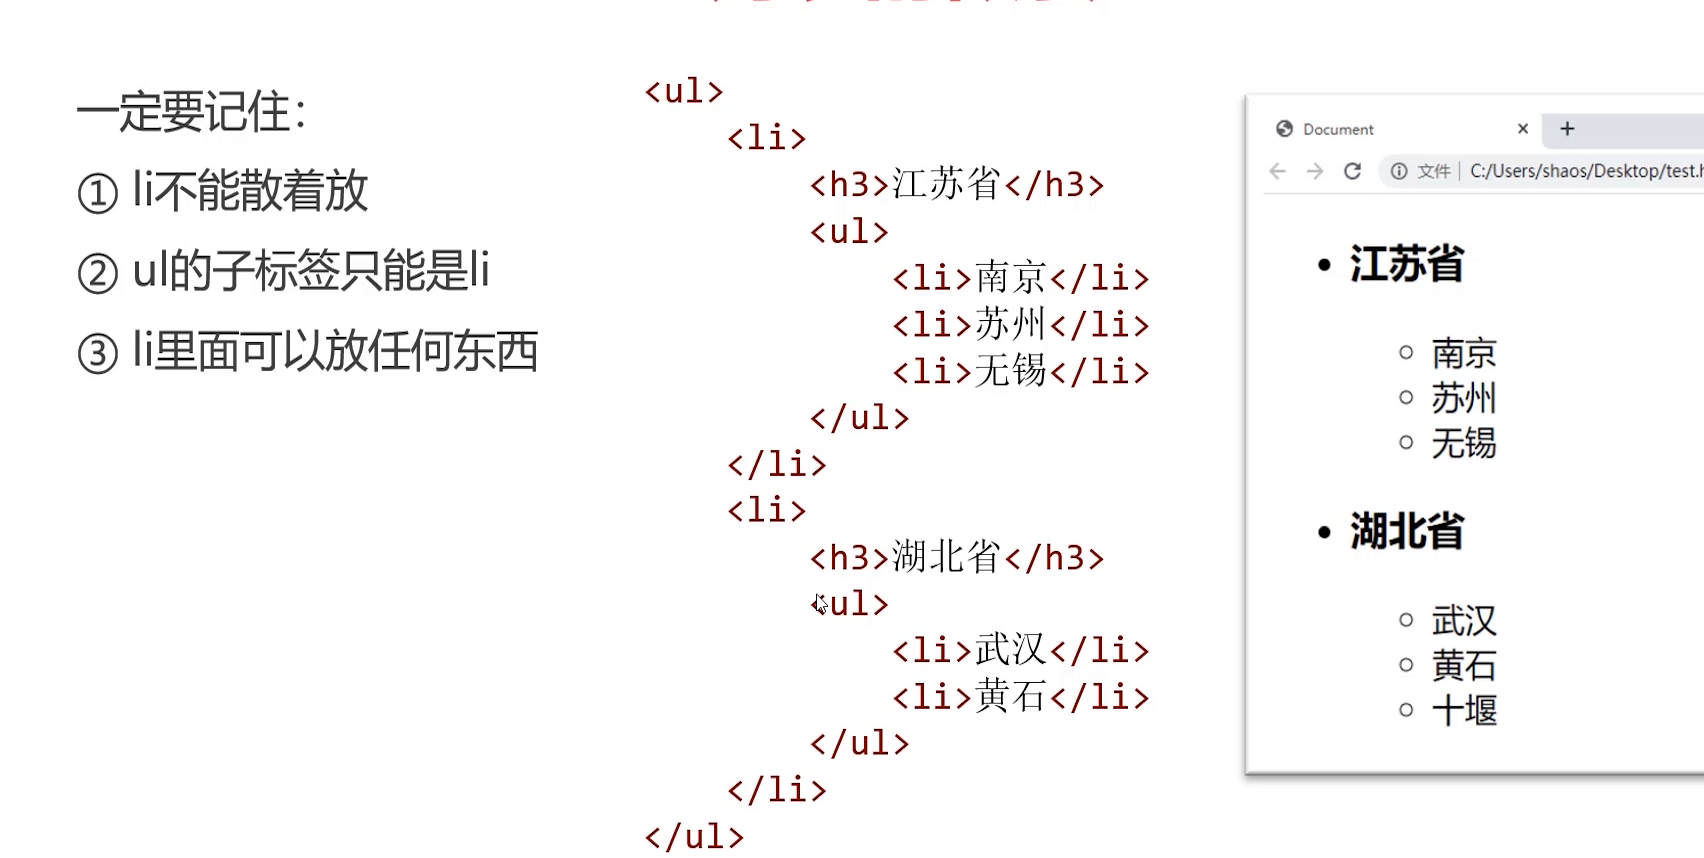 一定要记住：
① li不能散着放
② ul的子标签只能是li
③ li里面可以放任何东西
<ul>
<li>
<h3>江苏省</h3>
<ul>
<li>南京</li>
<li>苏州</li>
<li>无锡</li>
</ul>
</li>
<li>
<h3>湖北省</h3>
<ul>
<li>武汉</li>
<li>黄石</li>
</ul>
</li>
</ul>
Document
文件 C:/Users/shaos/Desktop/test.h
江苏省
南京
苏州
无锡
湖北省
武汉
黄石
十堰